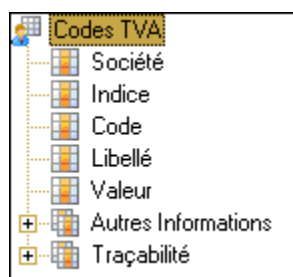 Codes TVA
Société
Indice
Code
Libellé
Valeur
Autres Informations
Traçabilité